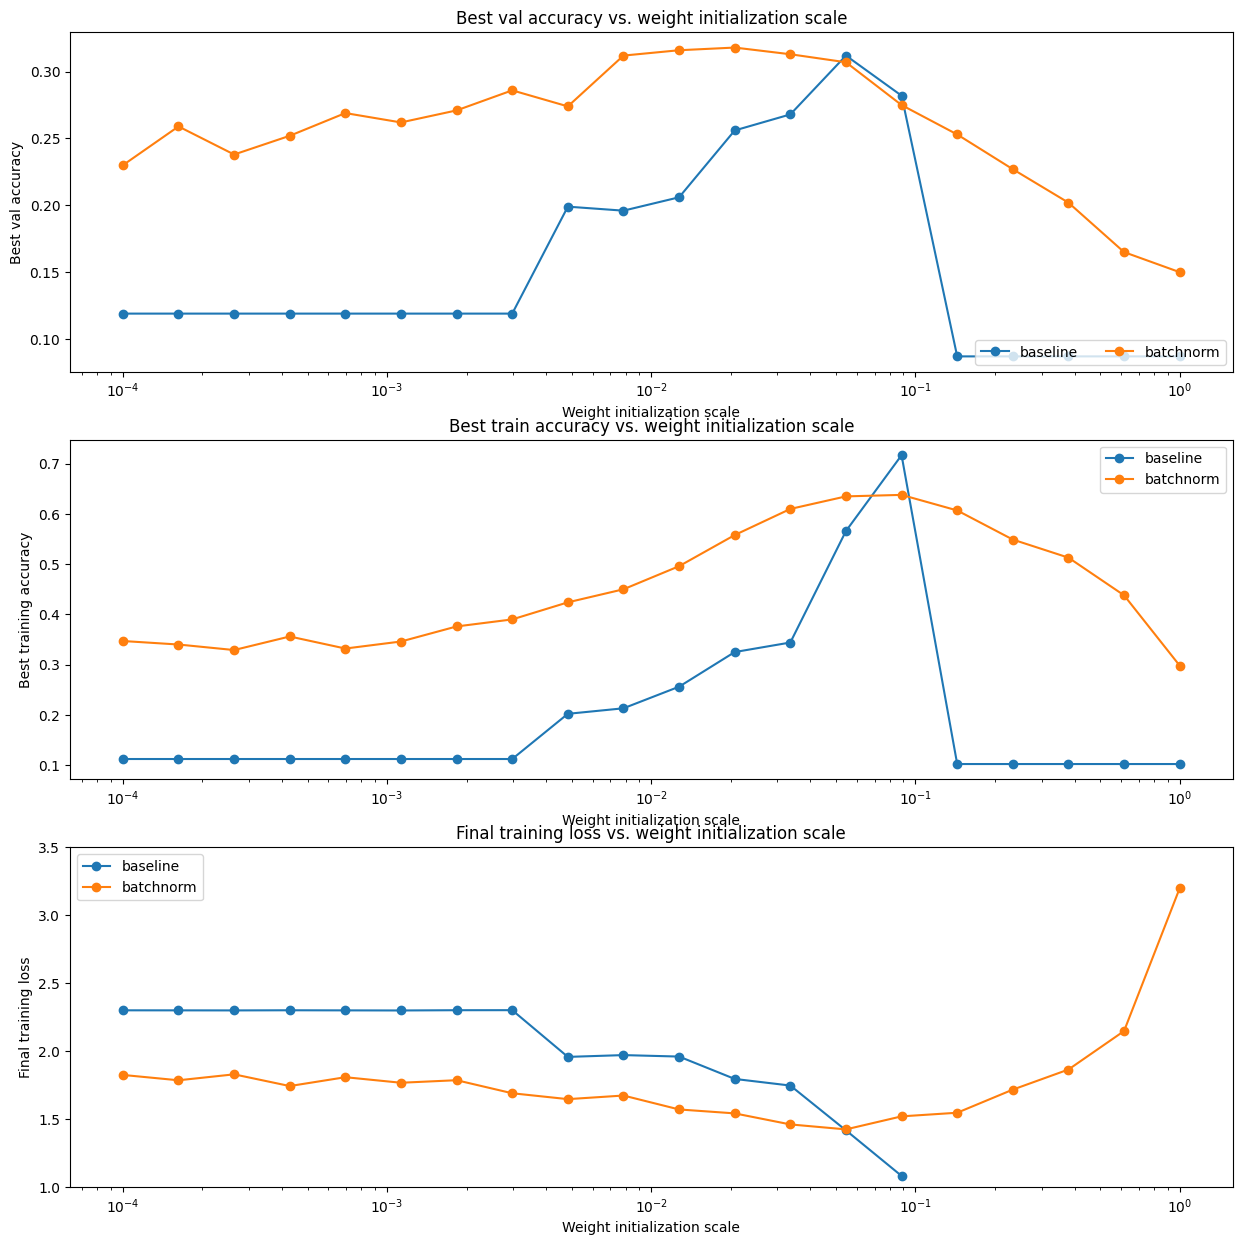 Best val accuracy vs. weight initialization scale
Best val accuracy
0.30
0.25
0.20
0.15
0.10
baseline batchnorm
10⁻⁴ 10⁻³ 10⁻² 10⁻¹ 10⁰
Weight initialization scale
Best train accuracy vs. weight initialization scale
Best training accuracy
0.7
0.6
0.5
0.4
0.3
0.2
0.1
baseline
batchnorm
10⁻⁴ 10⁻³ 10⁻² 10⁻¹ 10⁰
Weight initialization scale
Final training loss vs. weight initialization scale
Final training loss
3.5
3.0
2.5
2.0
1.5
1.0
baseline
batchnorm
10⁻⁴ 10⁻³ 10⁻² 10⁻¹ 10⁰
Weight initialization scale